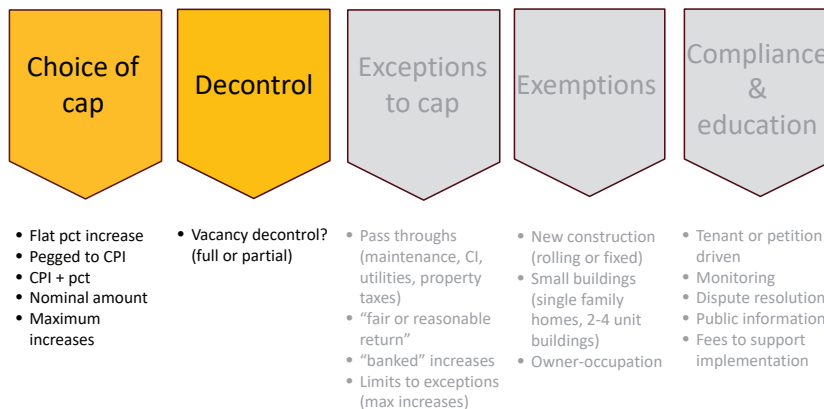 Choice of
cap
Decontrol
Exceptions
to cap
Exemptions
Compliance
&
education
• Flat pct increase
• Pegged to CPI
• CPI + pct
• Nominal amount
• Maximum
increases
• Vacancy decontrol?
(full or partial)
• Pass throughs
(maintenance, CI,
utilities, property
taxes)
• “fair or reasonable
return”
• “banked” increases
• Limits to exceptions
(max increases)
• New construction
(rolling or fixed)
• Small buildings
(single family
homes, 2-4 unit
buildings)
• Owner-occupation
• Tenant or petition
driven
• Monitoring
• Dispute resolution
• Public information
• Fees to support
implementation